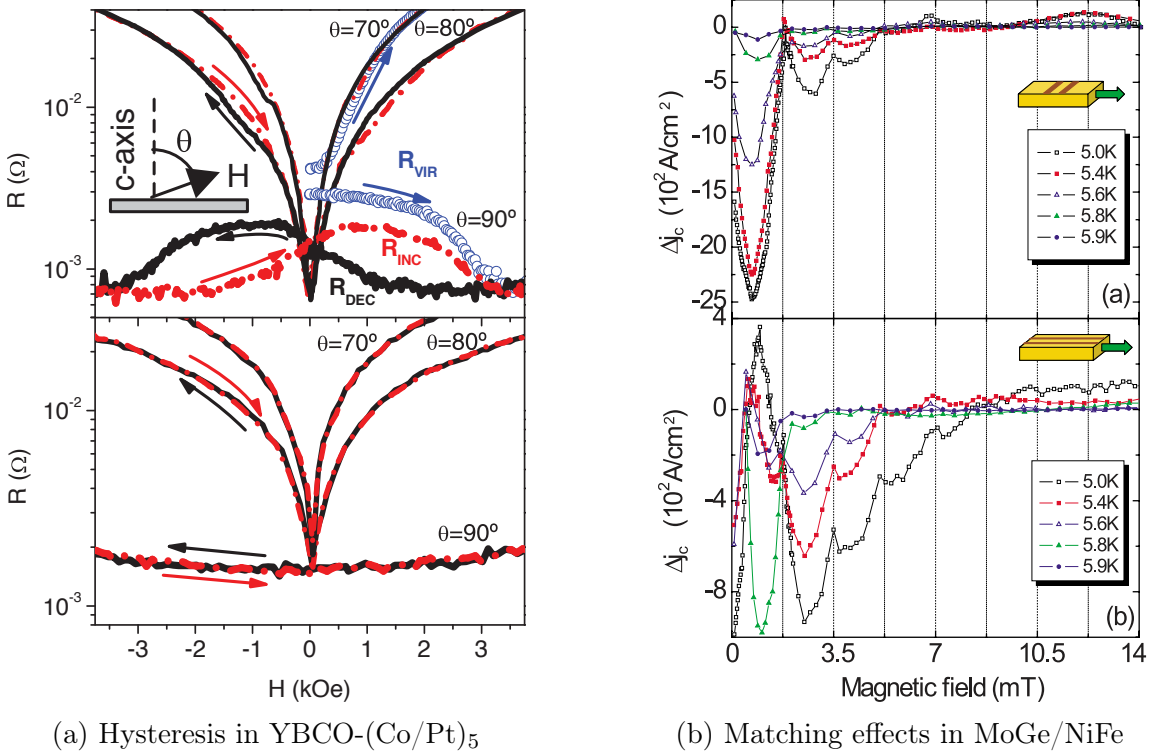 θ=70º
θ=80º
10⁻²
R (Ω)
c-axis
θ
H
R_VIR
θ=90º
R_INC
R_DEC
10⁻³
θ=70º
θ=80º
10⁻²
R (Ω)
θ=90º
10⁻³
-3 -2 -1 0 1 2 3
H (kOe)
(a) Hysteresis in YBCO-(Co/Pt)₅
0
-5
-10
-15
-20
-25
Δj_c (10²A/cm²)
5.0K
5.4K
5.6K
5.8K
5.9K
(a)
4
0
-4
-8
Δj_c (10²A/cm²)
5.0K
5.4K
5.6K
5.8K
5.9K
(b)
0 3.5 7 10.5 14
Magnetic field (mT)
(b) Matching effects in MoGe/NiFe